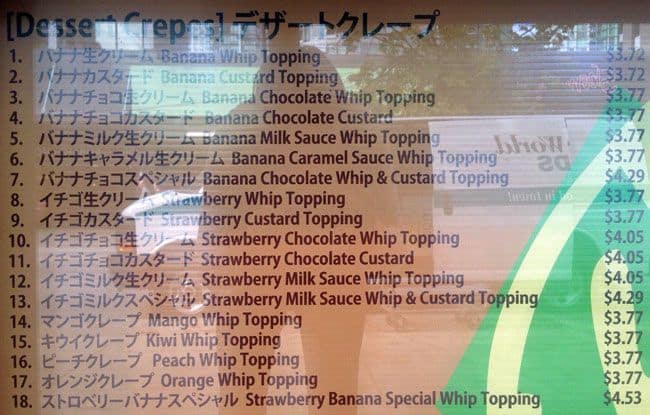 [Dessert Crepes] デザートクレープ
1. バナナ生クリーム Banana Whip Topping $3.72
2. バナナカスタード Banana Custard Topping $3.72
3. バナナチョコ生クリーム Banana Chocolate Whip Topping $3.77
4. バナナチョコカスタード Banana Chocolate Custard $3.77
5. バナナミルク生クリーム Banana Milk Sauce Whip Topping $3.77
6. バナナキャラメル生クリーム Banana Caramel Sauce Whip Topping $3.77
7. バナナチョコスペシャル Banana Chocolate Whip & Custard Topping $4.29
8. イチゴ生クリーム Strawberry Whip Topping $3.77
9. イチゴカスタード Strawberry Custard Topping $3.77
10. イチゴチョコ生クリーム Strawberry Chocolate Whip Topping $4.05
11. イチゴチョコカスタード Strawberry Chocolate Custard $4.05
12. イチゴミルク生クリーム Strawberry Milk Sauce Whip Topping $4.05
13. イチゴミルクスペシャル Strawberry Milk Sauce Whip & Custard Topping $4.29
14. マンゴクレープ Mango Whip Topping $3.77
15. キウイクレープ Kiwi Whip Topping $3.77
16. ピーチクレープ Peach Whip Topping $3.77
17. オレンジクレープ Orange Whip Topping $3.77
18. ストロベリーバナナスペシャル Strawberry Banana Special Whip Topping $4.53
World